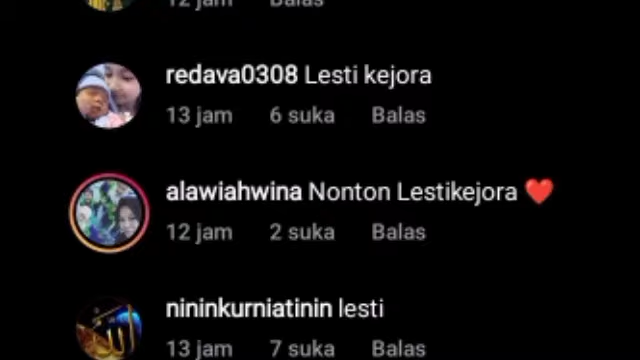 12 jam Balas
redava0308 Lesti kejora
13 jam 6 suka Balas
alawiahwina Nonton Lestikejora ❤️
12 jam 2 suka Balas
nininkurniatinin lesti
13 jam 7 suka Balas